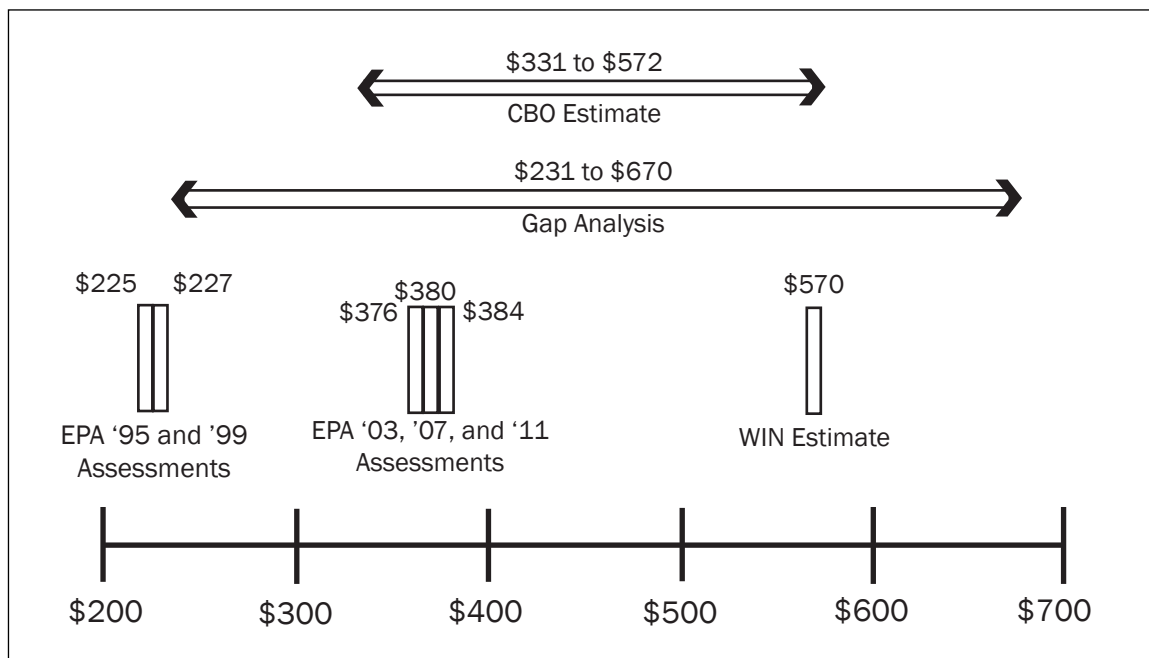 $331 to $572
CBO Estimate
$231 to $670
Gap Analysis
$225 $227
EPA ‘95 and ’99
Assessments
$376 $380 $384
EPA ‘03, ’07, and ‘11
Assessments
$570
WIN Estimate
$200 $300 $400 $500 $600 $700